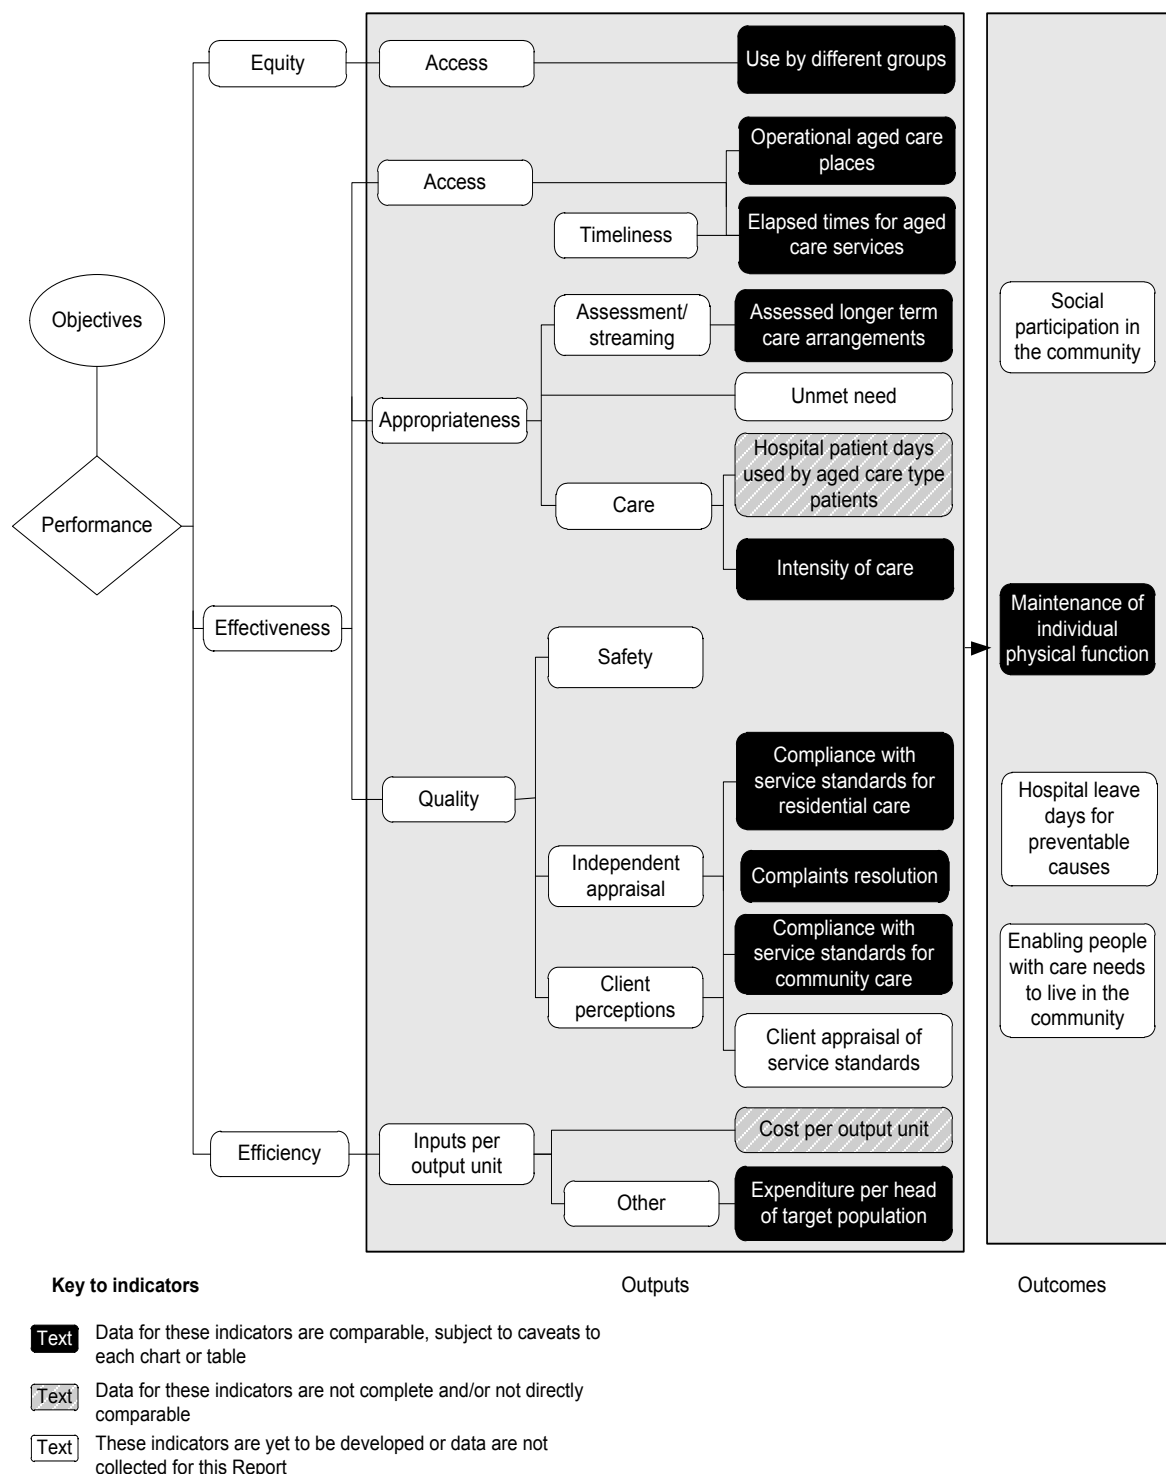 Equity
Access
Use by different groups
Operational aged care
places
Access
Timeliness
Elapsed times for aged
care services
Objectives
Assessment/
streaming
Assessed longer term
care arrangements
Social
participation in
the community
Unmet need
Appropriateness
Hospital patient days
used by aged care type
patients
Care
Performance
Intensity of care
Effectiveness
Maintenance of
individual
physical function
Safety
Compliance with
service standards for
residential care
Quality
Hospital leave
days for
preventable
causes
Independent
appraisal
Complaints resolution
Compliance with
service standards for
community care
Enabling people
with care needs
to live in the
community
Client
perceptions
Client appraisal of
service standards
Cost per output unit
Efficiency
Inputs per
output unit
Other
Expenditure per head
of target population
Key to indicators
Outputs
Outcomes
Text
Data for these indicators are comparable, subject to caveats to
each chart or table
Text
Data for these indicators are not complete and/or not directly
comparable
Text
These indicators are yet to be developed or data are not
collected for this Report